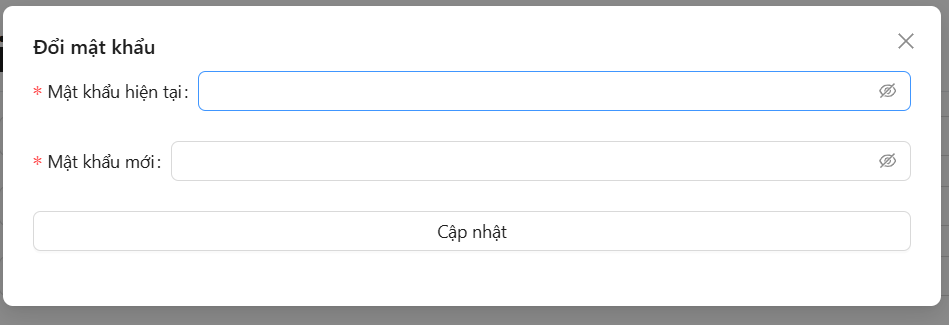 Đổi mật khẩu
* Mật khẩu hiện tại:
* Mật khẩu mới:
Cập nhật